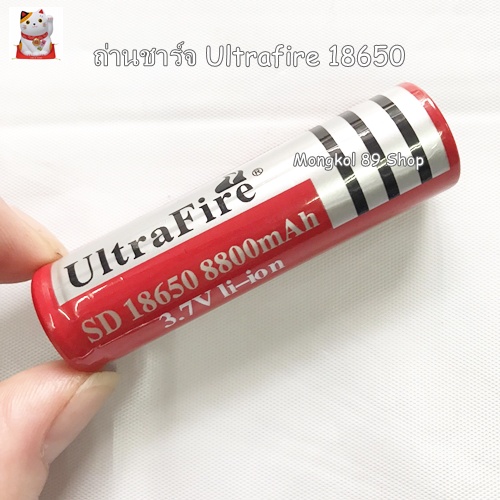 ถ่านชาร์จ Ultrafire 18650
Mongkol 89 Shop
UltraFire®
SD 18650 8800mAh
3.7V li-ion